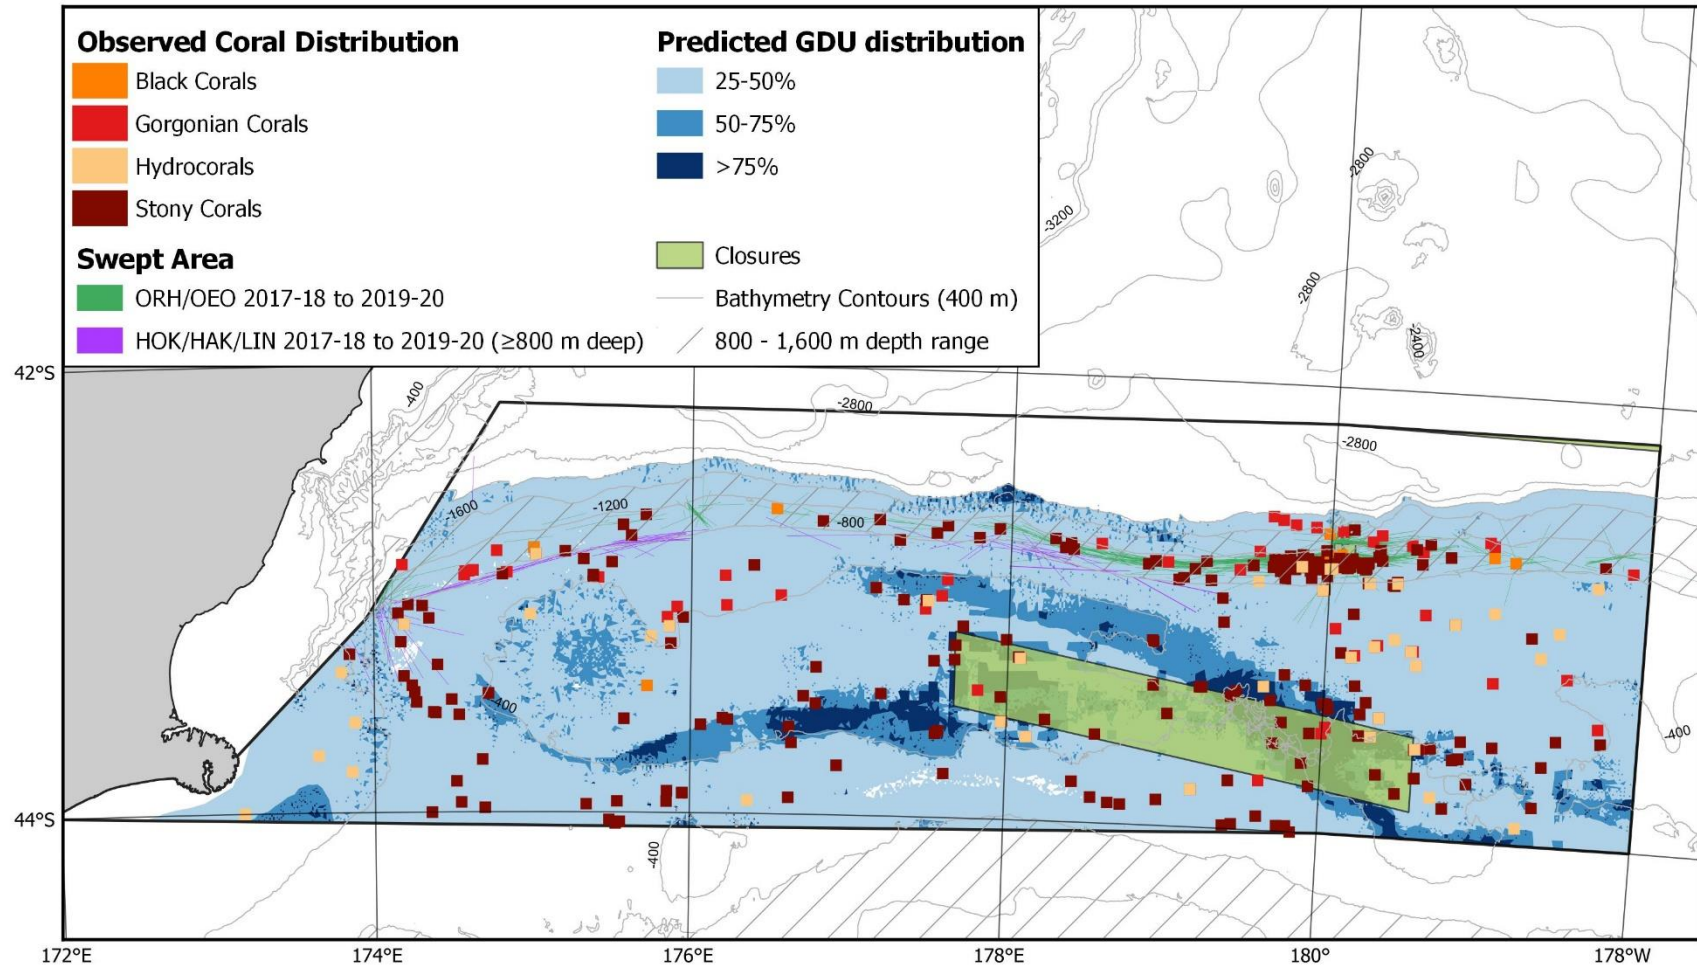 Observed Coral Distribution
Black Corals
Gorgonian Corals
Hydrocorals
Stony Corals
Swept Area
ORH/OEO 2017-18 to 2019-20
HOK/HAK/LIN 2017-18 to 2019-20 (≥800 m deep)
Predicted GDU distribution
25-50%
50-75%
>75%
Closures
Bathymetry Contours (400 m)
800 - 1,600 m depth range
-2800
-3200
-2800
-2400
42°S
-400
-2800
-2800
-1600
-1200
-800
-400
-400
44°S
-400
172°E
174°E
176°E
178°E
180°
178°W